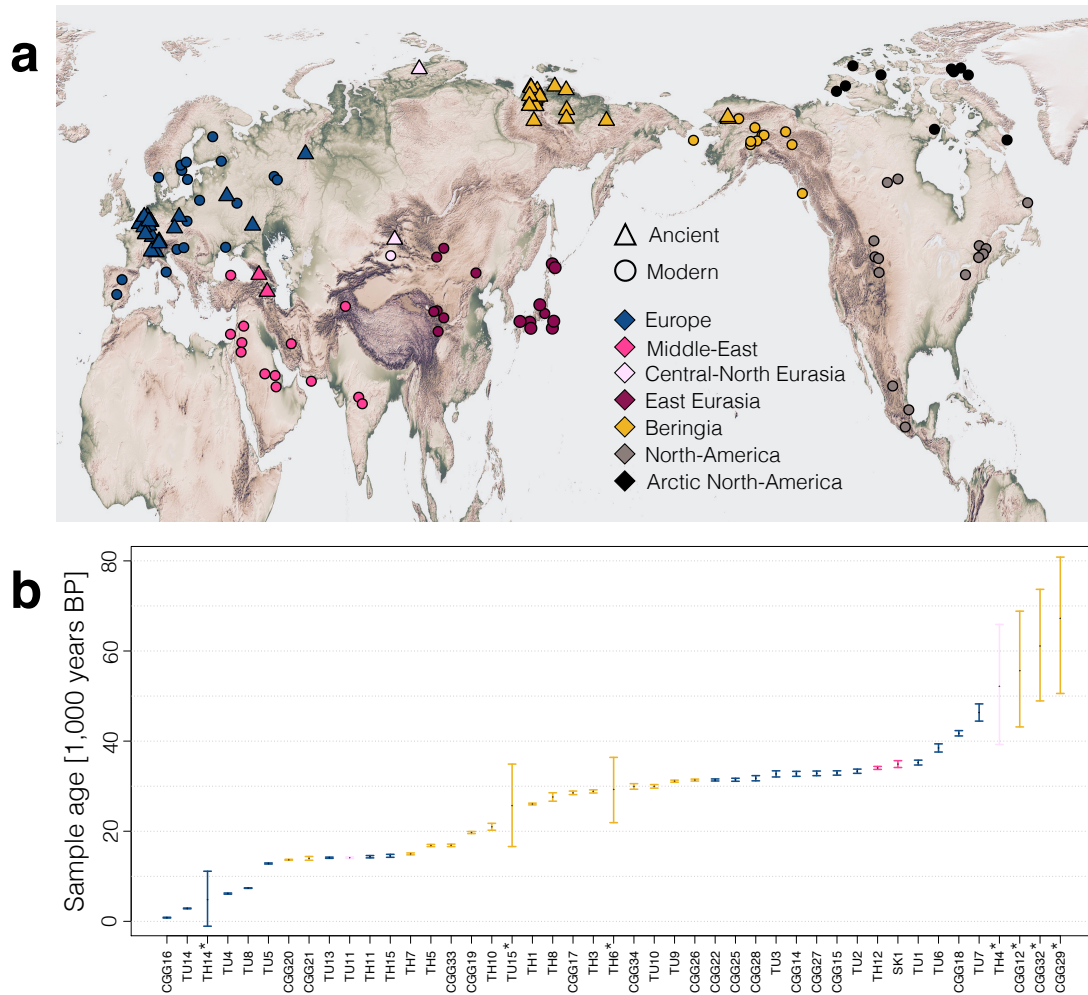 a
Ancient
Modern
Europe
Middle-East
Central-North Eurasia
East Eurasia
Beringia
North-America
Arctic North-America
b
Sample age [1,000 years BP]
80
60
40
20
0
CGG16
TU14
TH14 *
TU4
TU8
TU5
CGG20
CGG21
TU13
TU11
TH11
TH15
TH7
TH5
CGG33
CGG19
TH10
TU15 *
TH1
TH8
CGG17
TH3
TH6 *
CGG34
TU10
TU9
CGG26
CGG22
CGG25
CGG28
TU3
CGG14
CGG27
CGG15
TU2
TH12
SK1
TU1
TU6
CGG18
TU7
TH4 *
CGG12 *
CGG32 *
CGG29 *